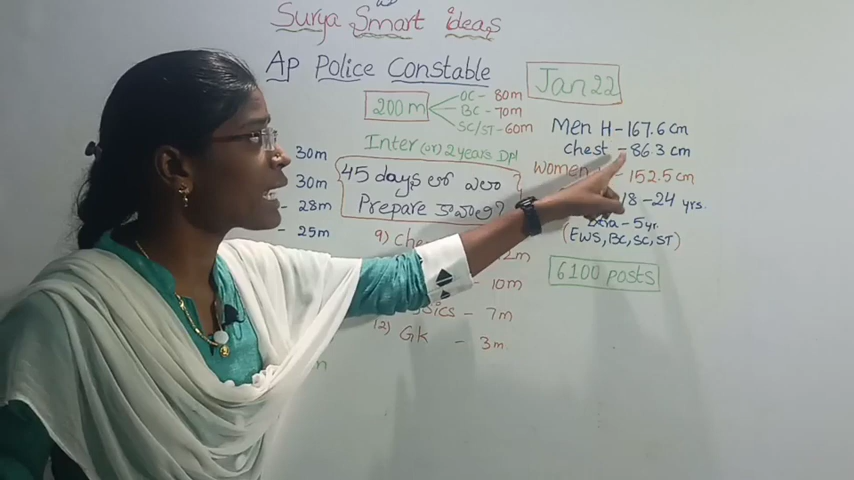 Surya Smart ideas
AP Police Constable
Jan 22
200 m
OC - 80m
BC - 70m
SC/ST - 60m
Men H - 167.6 cm
Chest - 86.3 cm
Women - 152.5 cm
18 - 24 yrs.
- 5yr.
(EWS, BC, SC, ST)
6100 posts
Inter (or) 2 years Dpl
45 days లో ఎలా
Prepare కావాలి?
30m
30m
- 28m
- 25m
9)
- 10m
- 7m
12) GK - 3m